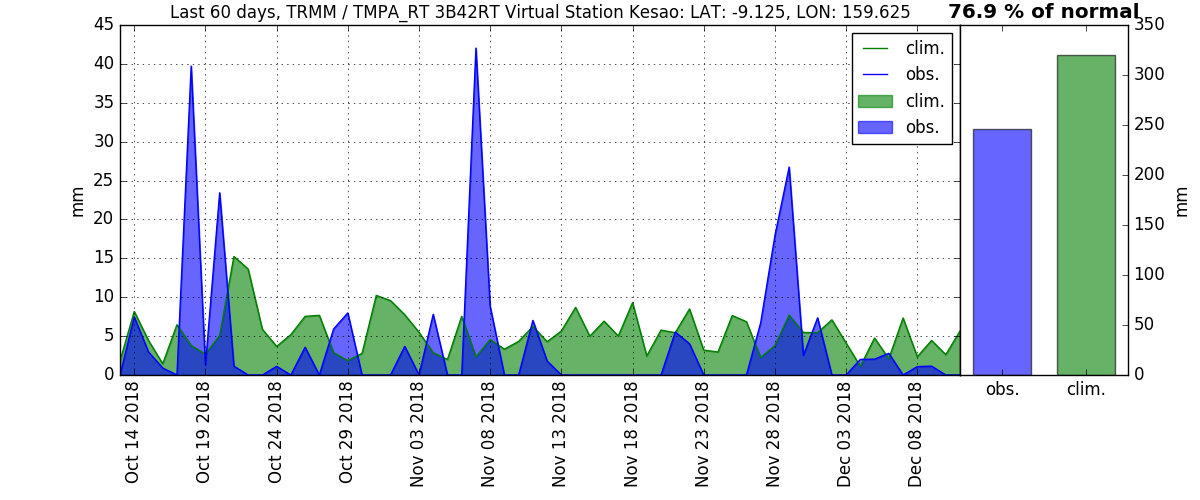 Last 60 days, TRMM / TMPA_RT 3B42RT Virtual Station Kesao: LAT: -9.125, LON: 159.625
76.9 % of normal
45
40
35
30
25
20
15
10
5
0
mm
clim.
obs.
clim.
obs.
350
300
250
200
150
100
50
0
mm
Oct 14 2018
Oct 19 2018
Oct 24 2018
Oct 29 2018
Nov 03 2018
Nov 08 2018
Nov 13 2018
Nov 18 2018
Nov 23 2018
Nov 28 2018
Dec 03 2018
Dec 08 2018
obs.
clim.